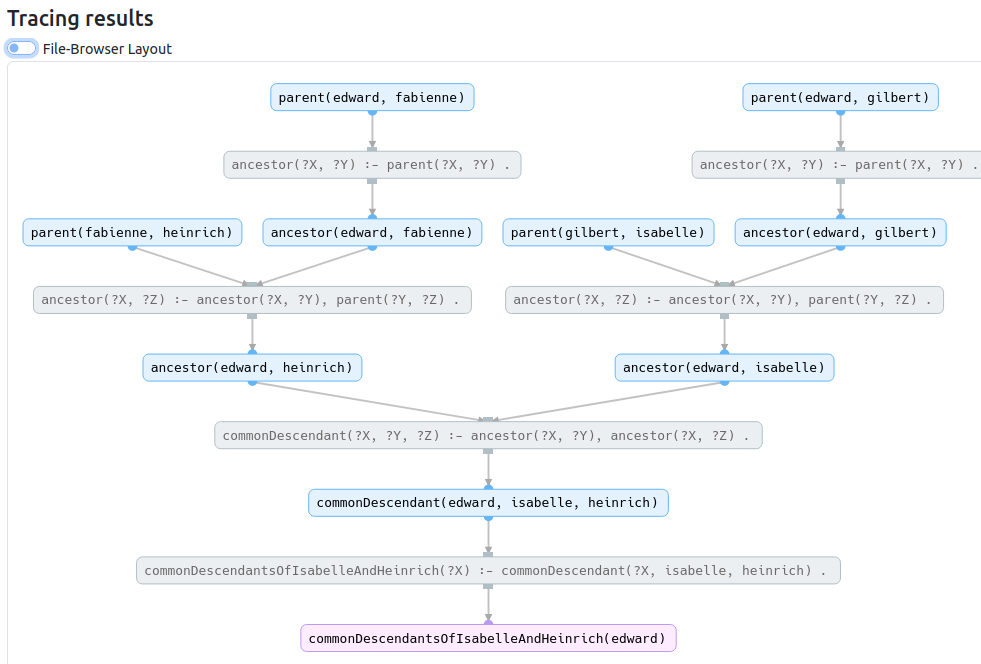 Tracing results
File-Browser Layout
parent(edward, fabienne)
parent(edward, gilbert)
ancestor(?X, ?Y) :- parent(?X, ?Y) .
ancestor(?X, ?Y) :- parent(?X, ?Y) .
parent(fabienne, heinrich)
ancestor(edward, fabienne)
parent(gilbert, isabelle)
ancestor(edward, gilbert)
ancestor(?X, ?Z) :- ancestor(?X, ?Y), parent(?Y, ?Z) .
ancestor(?X, ?Z) :- ancestor(?X, ?Y), parent(?Y, ?Z) .
ancestor(edward, heinrich)
ancestor(edward, isabelle)
commonDescendant(?X, ?Y, ?Z) :- ancestor(?X, ?Y), ancestor(?X, ?Z) .
commonDescendant(edward, isabelle, heinrich)
commonDescendantsOfIsabelleAndHeinrich(?X) :- commonDescendant(?X, isabelle, heinrich) .
commonDescendantsOfIsabelleAndHeinrich(edward)